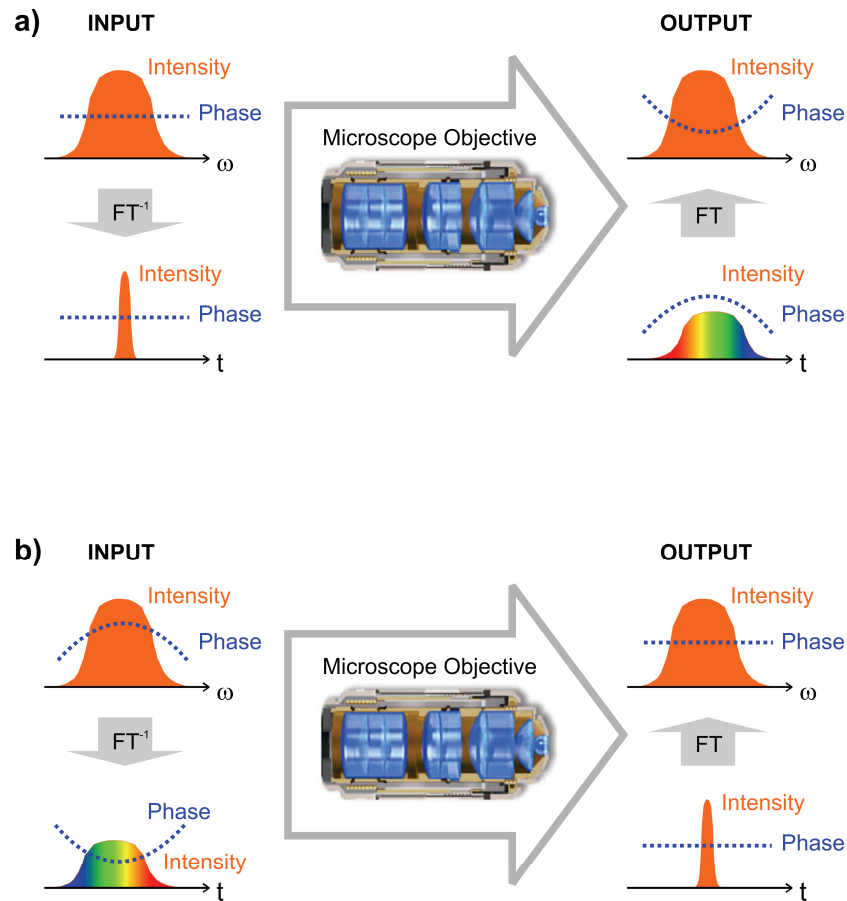 a)
INPUT
OUTPUT
Intensity
Phase
ω
FT-1
Intensity
Phase
t
Microscope Objective
Intensity
Phase
ω
FT
Intensity
Phase
t
b)
INPUT
OUTPUT
Intensity
Phase
ω
FT-1
Phase
Intensity
t
Microscope Objective
Intensity
Phase
ω
FT
Intensity
Phase
t